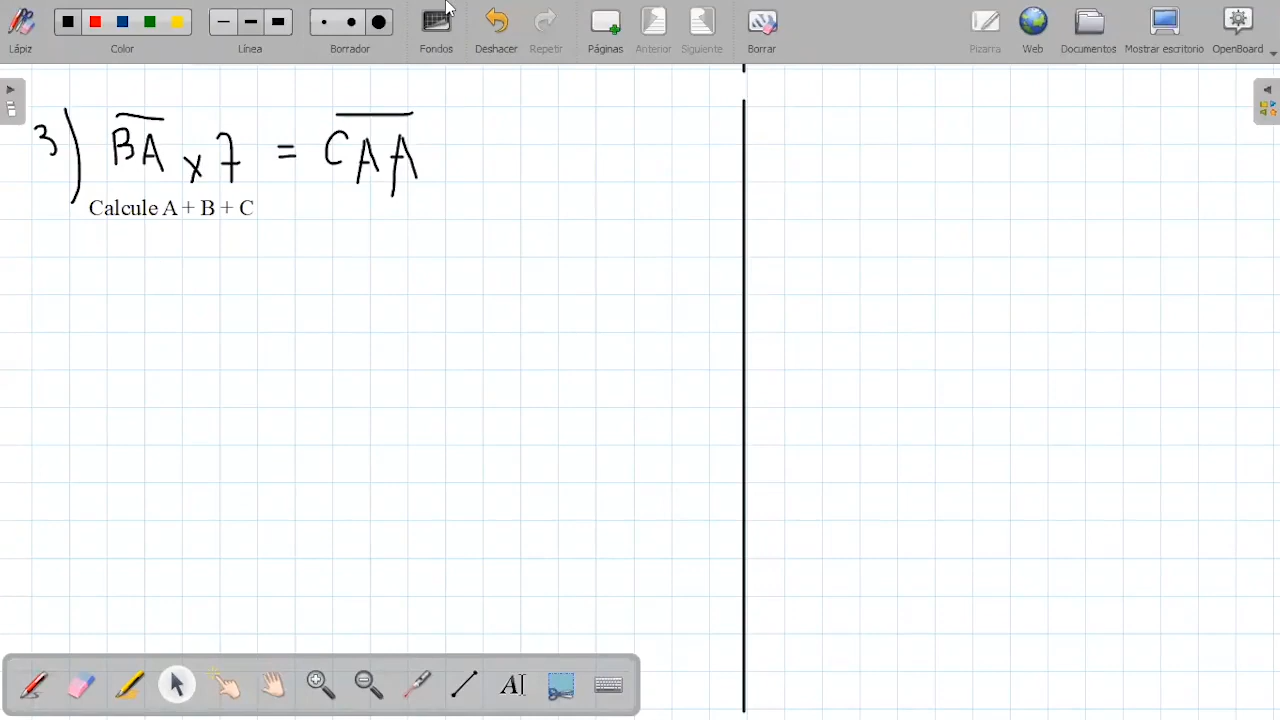 Lápiz Color Línea Borrador Fondos Deshacer Repetir Páginas Anterior Siguiente Borrar Pizarra Web Documentos Mostrar escritorio OpenBoard
3) BA x 7 = CAA
Calcule A + B + C